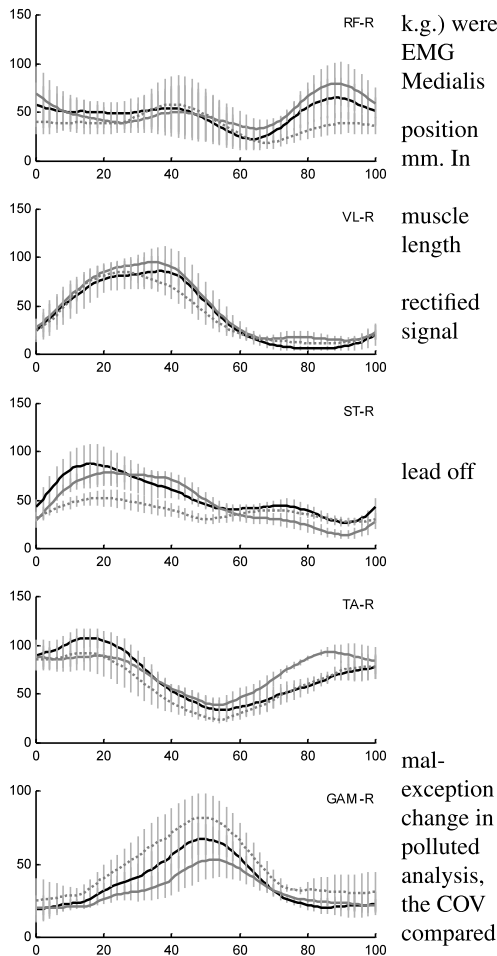 RF-R
150
100
50
0
0 20 40 60 80 100
VL-R
150
100
50
0
0 20 40 60 80 100
ST-R
150
100
50
0
0 20 40 60 80 100
TA-R
150
100
50
0
0 20 40 60 80 100
GAM-R
100
50
0
0 20 40 60 80 100
k.g.) were
EMG
Medialis
position
mm. In
muscle
length
rectified
signal
lead off
mal-
exception
change in
polluted
analysis,
the COV
compared